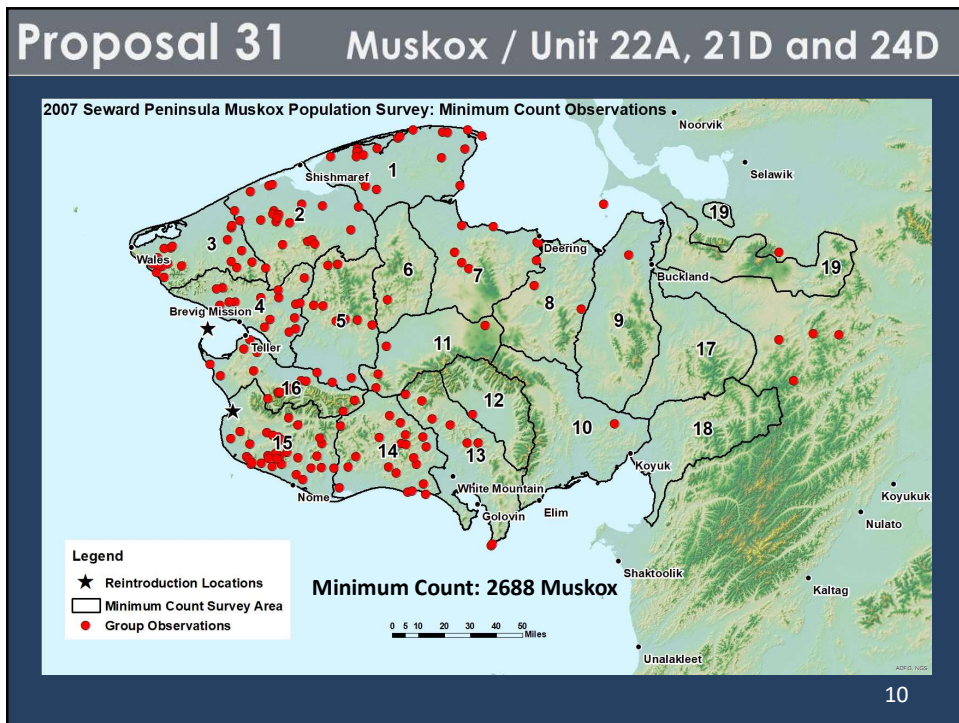 Proposal 31 Muskox / Unit 22A, 21D and 24D
2007 Seward Peninsula Muskox Population Survey: Minimum Count Observations
Noorvik
Selawik
Shishmaref
1
2
19
3
Wales
Deering
6
7
Buckland
19
8
4
Brevig Mission
5
9
Teller
11
17
16
12
10
18
15
14
13
Koyuk
White Mountain
Koyukuk
Nome
Golovin
Elim
Nulato
Legend
Reintroduction Locations
Minimum Count Survey Area
Group Observations
Minimum Count: 2688 Muskox
Shaktoolik
Kaltag
0 5 10 20 30 40 50
Miles
Unalakleet
ADFG, NGS
10